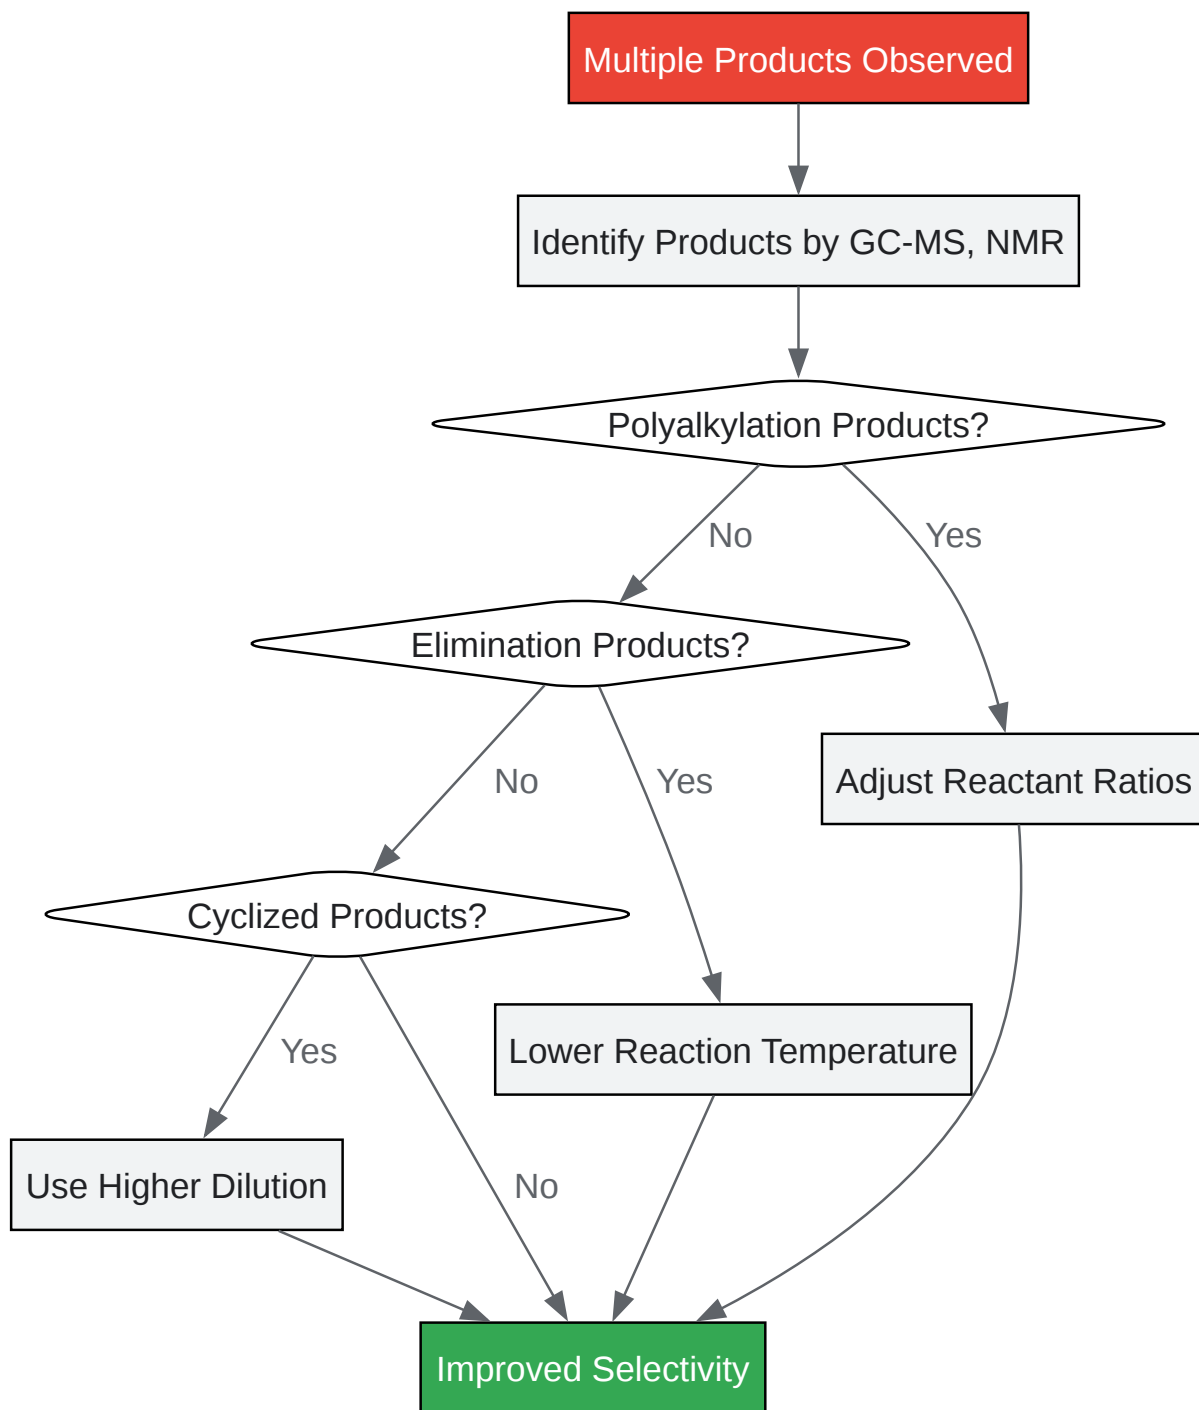 Multiple Products Observed
Identify Products by GC-MS, NMR
Polyalkylation Products?
No
Yes
Elimination Products?
No
Yes
Adjust Reactant Ratios
Cyclized Products?
Yes
Lower Reaction Temperature
Use Higher Dilution
No
Improved Selectivity